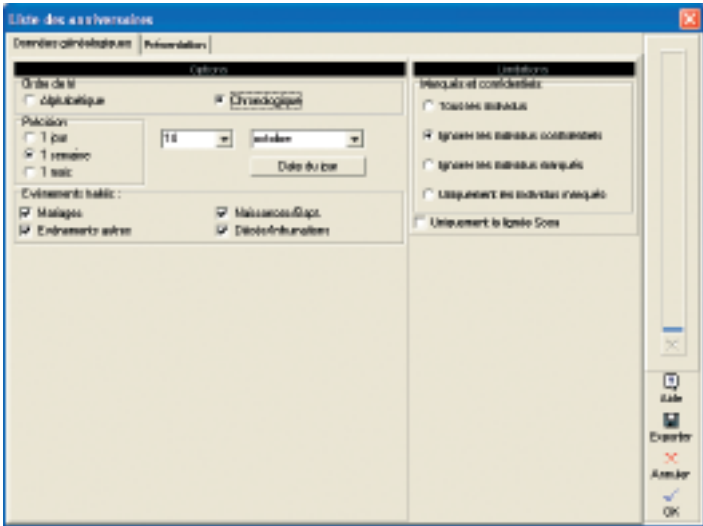 Liste des anniversaires
Données généalogiques Présentation
Options
Ordre de tri
Alphabétique Chronologique
Précision
1 jour
1 semaine
1 mois
octobre
Date du jour
Evénements traités :
Mariages Naissances/Bapt.
Evénements autres Décès/Inhumations
Limitations
Marqués et confidentiels
Tous les individus
Ignorer les individus confidentiels
Ignorer les individus marqués
Uniquement les individus marqués
Uniquement la lignée Sosa
Aide
Exporter
Annuler
OK